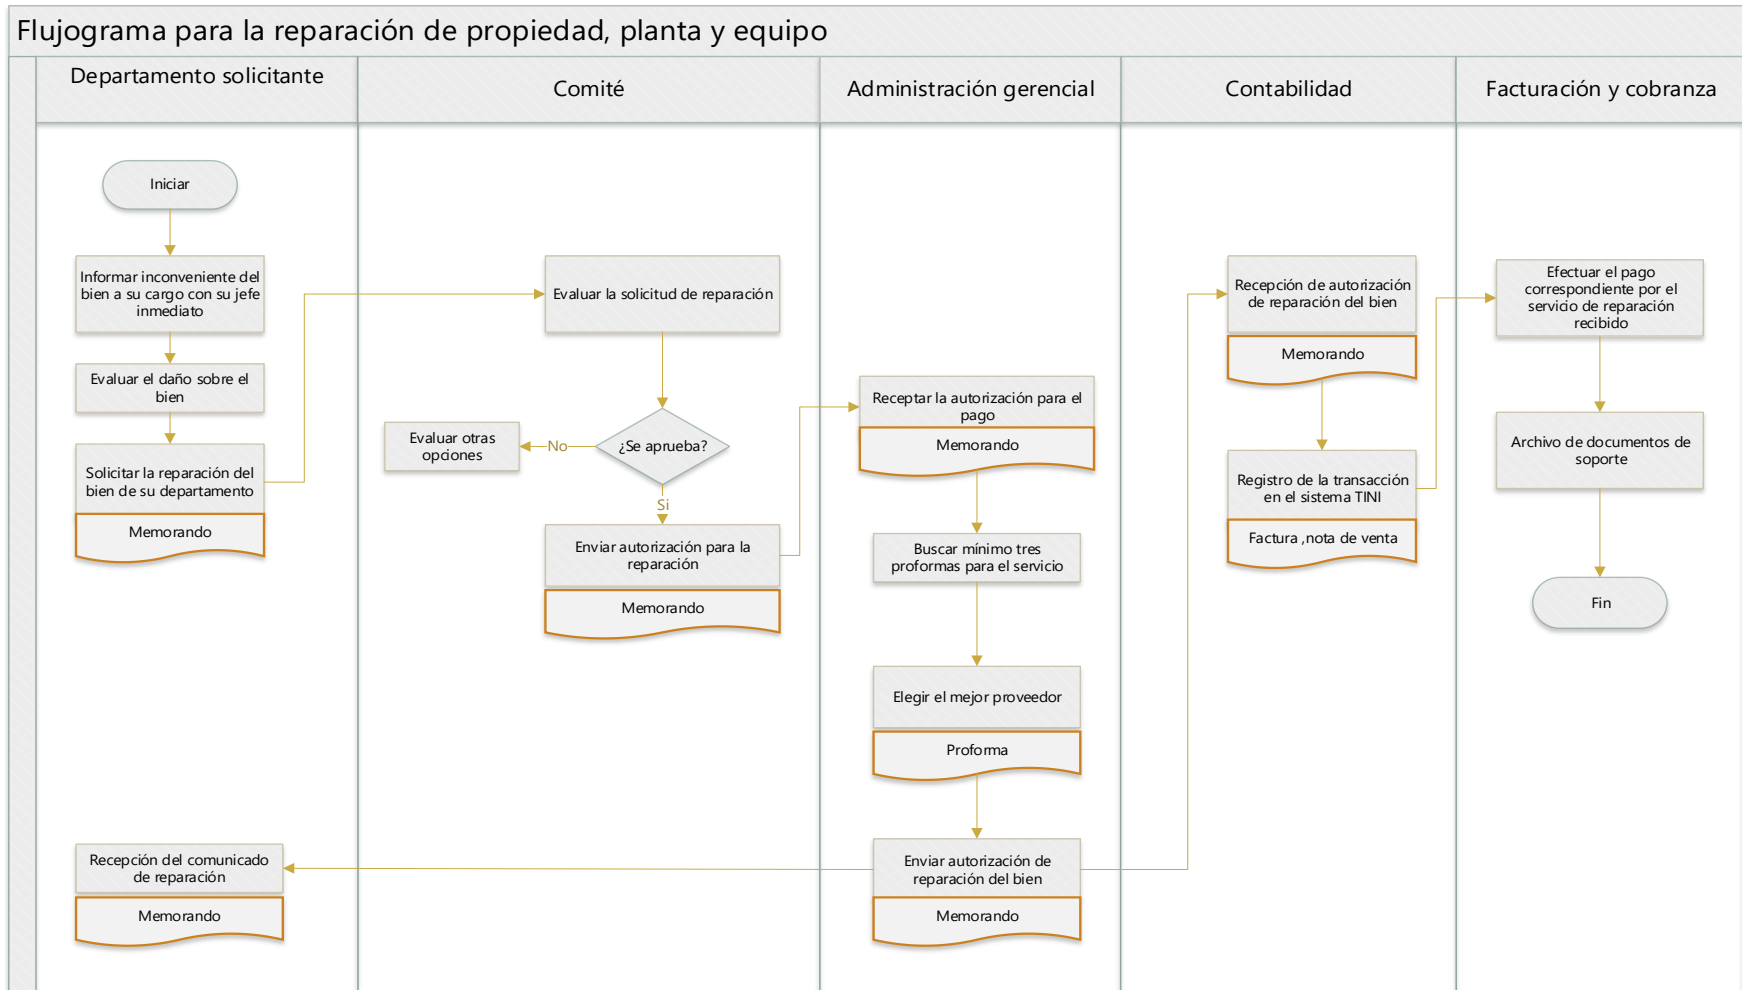 Flujograma para la reparación de propiedad, planta y equipo
Departamento solicitante
Comité
Administración gerencial
Contabilidad
Facturación y cobranza
Iniciar
Informar inconveniente del
bien a su cargo con su jefe
inmediato
Evaluar el daño sobre el
bien
Solicitar la reparación del
bien de su departamento
Memorando
Recepción del comunicado
de reparación
Memorando
Evaluar la solicitud de reparación
¿Se aprueba?
No
Evaluar otras
opciones
Si
Enviar autorización para la
reparación
Memorando
Receptar la autorización para el
pago
Memorando
Buscar mínimo tres
proformas para el servicio
Elegir el mejor proveedor
Proforma
Enviar autorización de
reparación del bien
Memorando
Recepción de autorización
de reparación del bien
Memorando
Registro de la transacción
en el sistema TINI
Factura ,nota de venta
Efectuar el pago
correspondiente por el
servicio de reparación
recibido
Archivo de documentos de
soporte
Fin